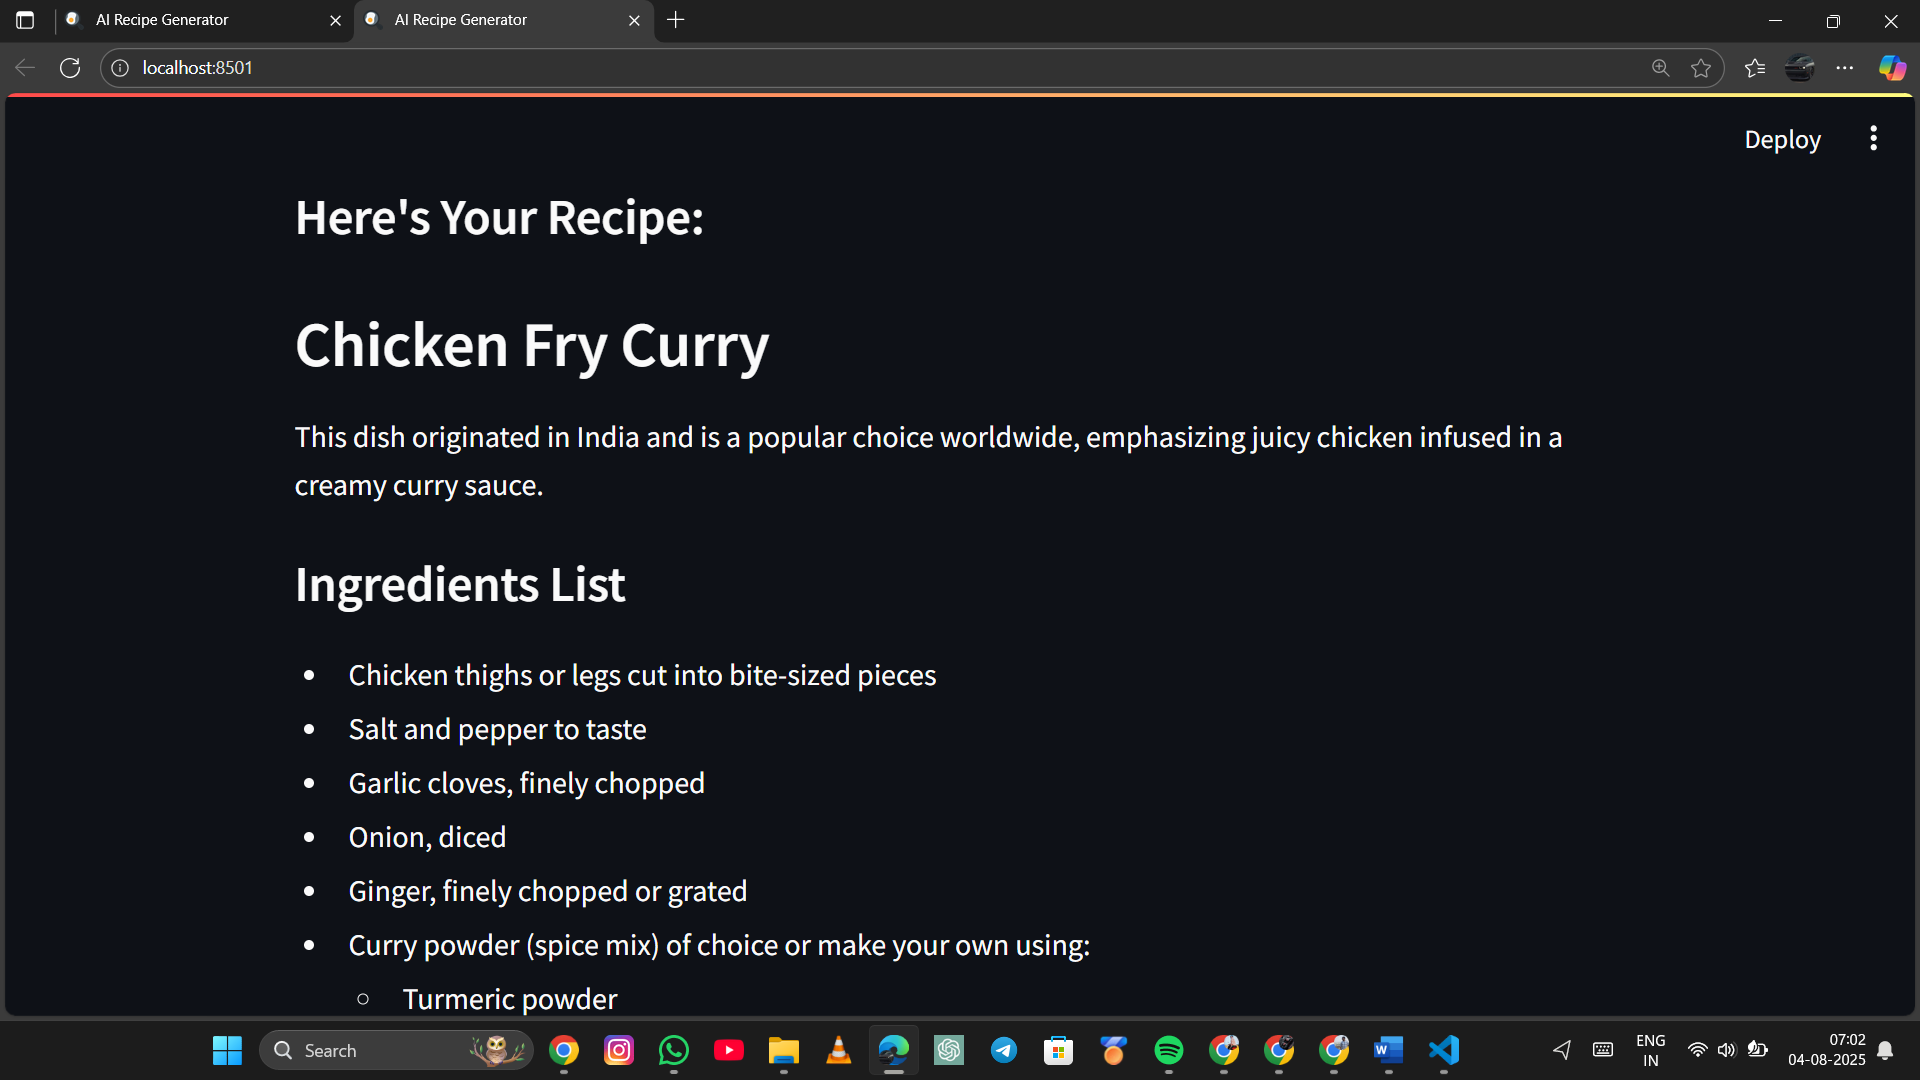 AI Recipe Generator
AI Recipe Generator
localhost:8501
Deploy
Here's Your Recipe:
Chicken Fry Curry
This dish originated in India and is a popular choice worldwide, emphasizing juicy chicken infused in a
creamy curry sauce.
Ingredients List
Chicken thighs or legs cut into bite-sized pieces
Salt and pepper to taste
Garlic cloves, finely chopped
Onion, diced
Ginger, finely chopped or grated
Curry powder (spice mix) of choice or make your own using:
Turmeric powder
Search
ENG
IN
07:02
04-08-2025